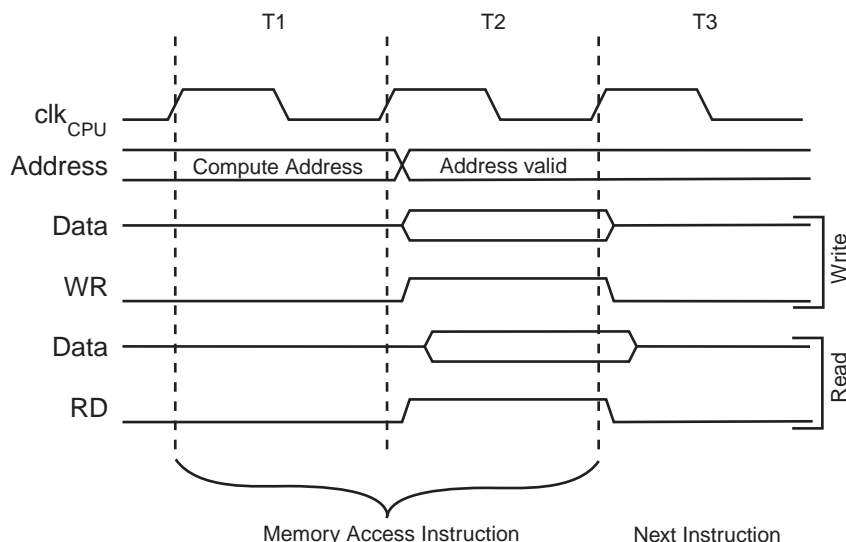 T1 T2 T3
clkCPU
Address Compute Address Address valid
Data
WR
Write
Data
RD
Read
Memory Access Instruction Next Instruction